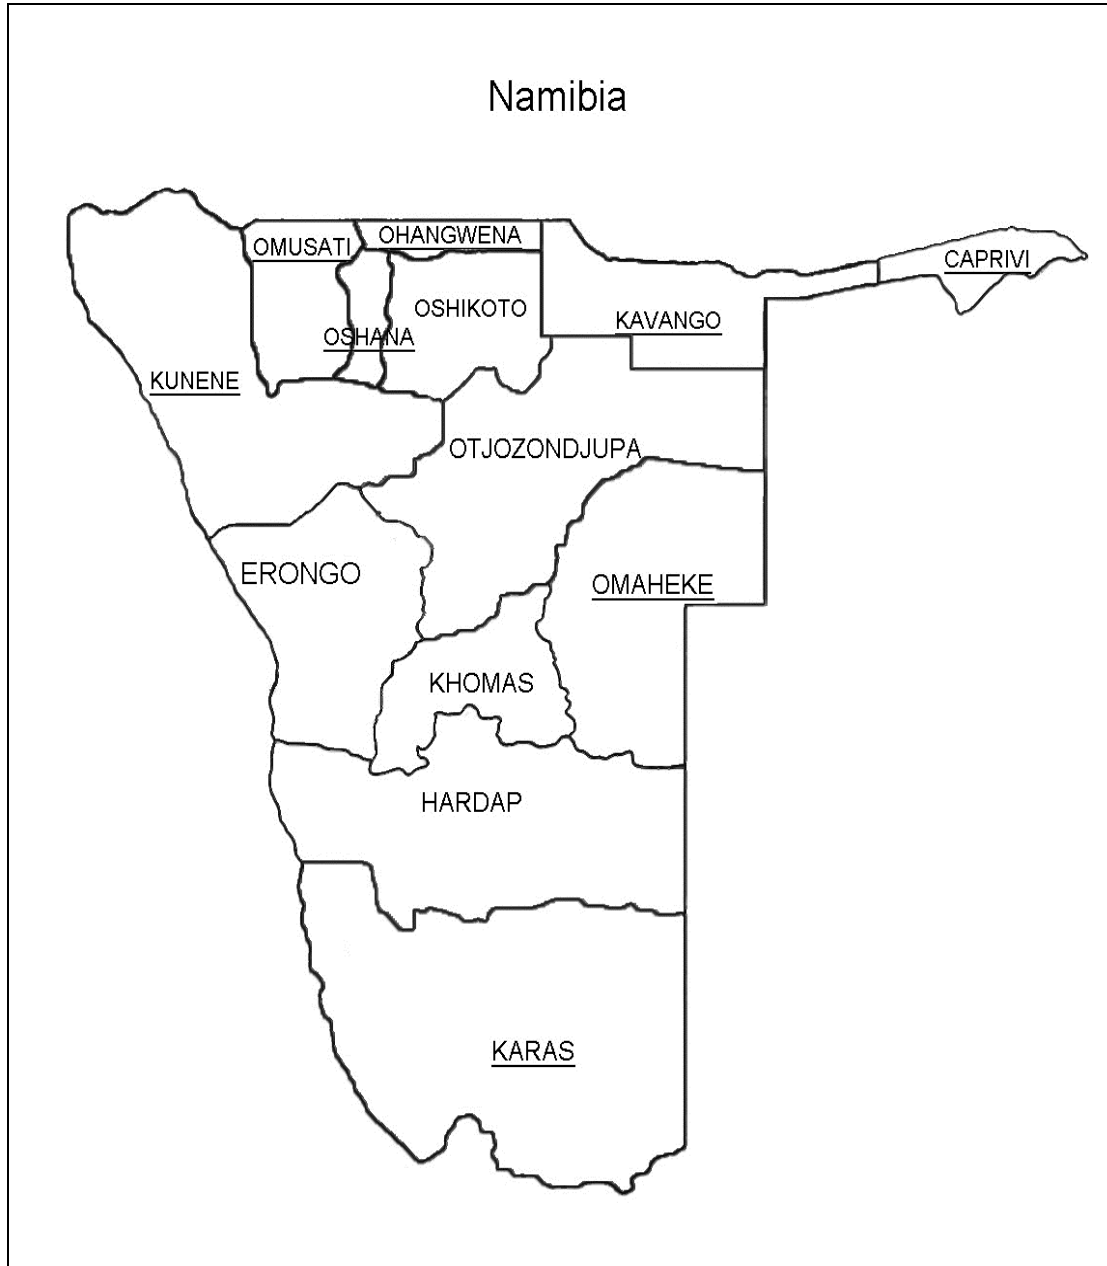 Namibia
OHANGWENA
OMUSATI
CAPRIVI
OSHIKOTO
KAVANGO
OSHANA
KUNENE
OTJOZONDJUPA
ERONGO
OMAHEKE
KHOMAS
HARDAP
KARAS